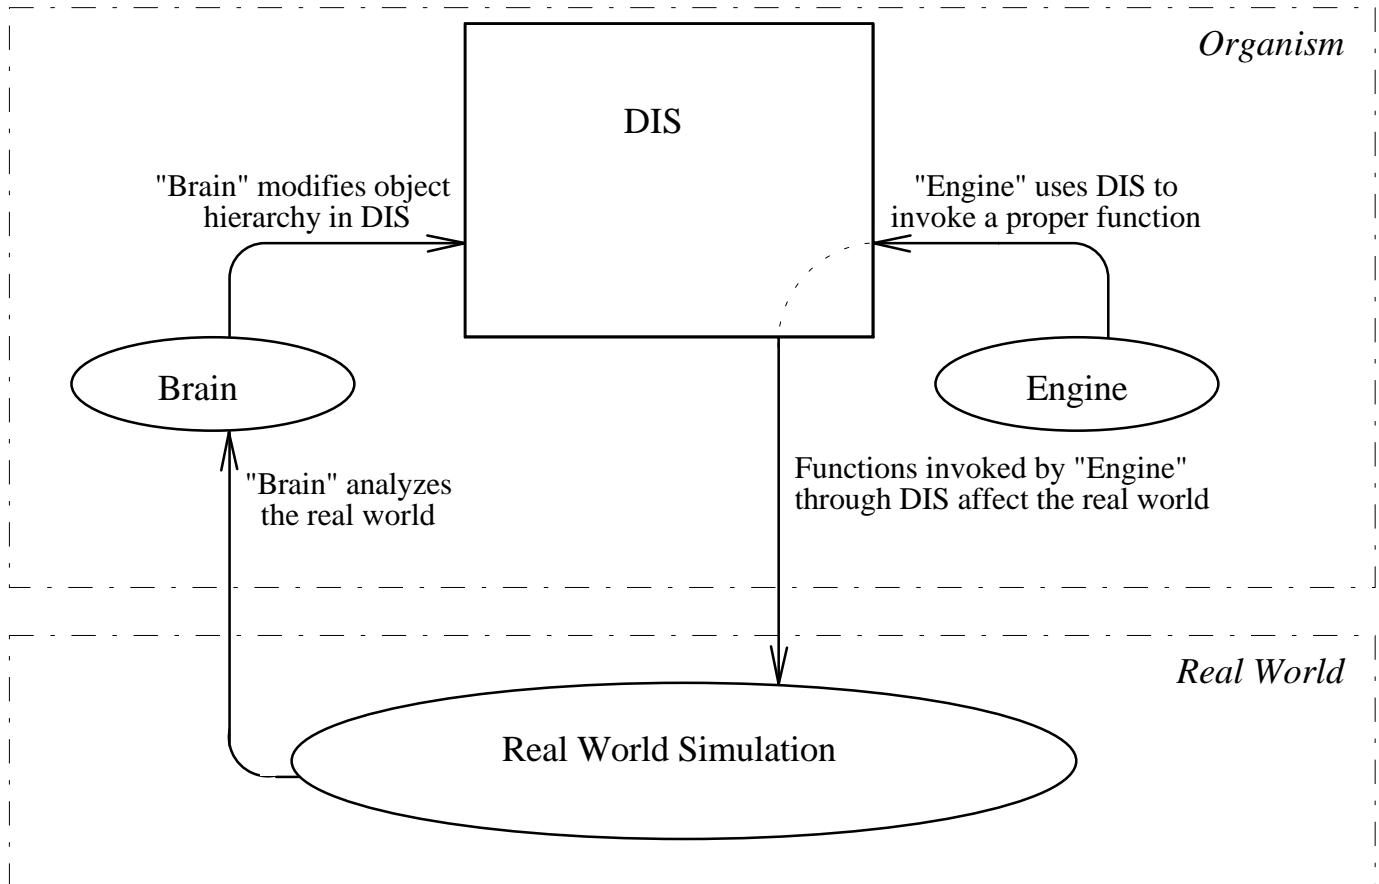 Organism
DIS
"Brain" modifies object
hierarchy in DIS
"Engine" uses DIS to
invoke a proper function
Brain
Engine
"Brain" analyzes
the real world
Functions invoked by "Engine"
through DIS affect the real world
Real World
Real World Simulation